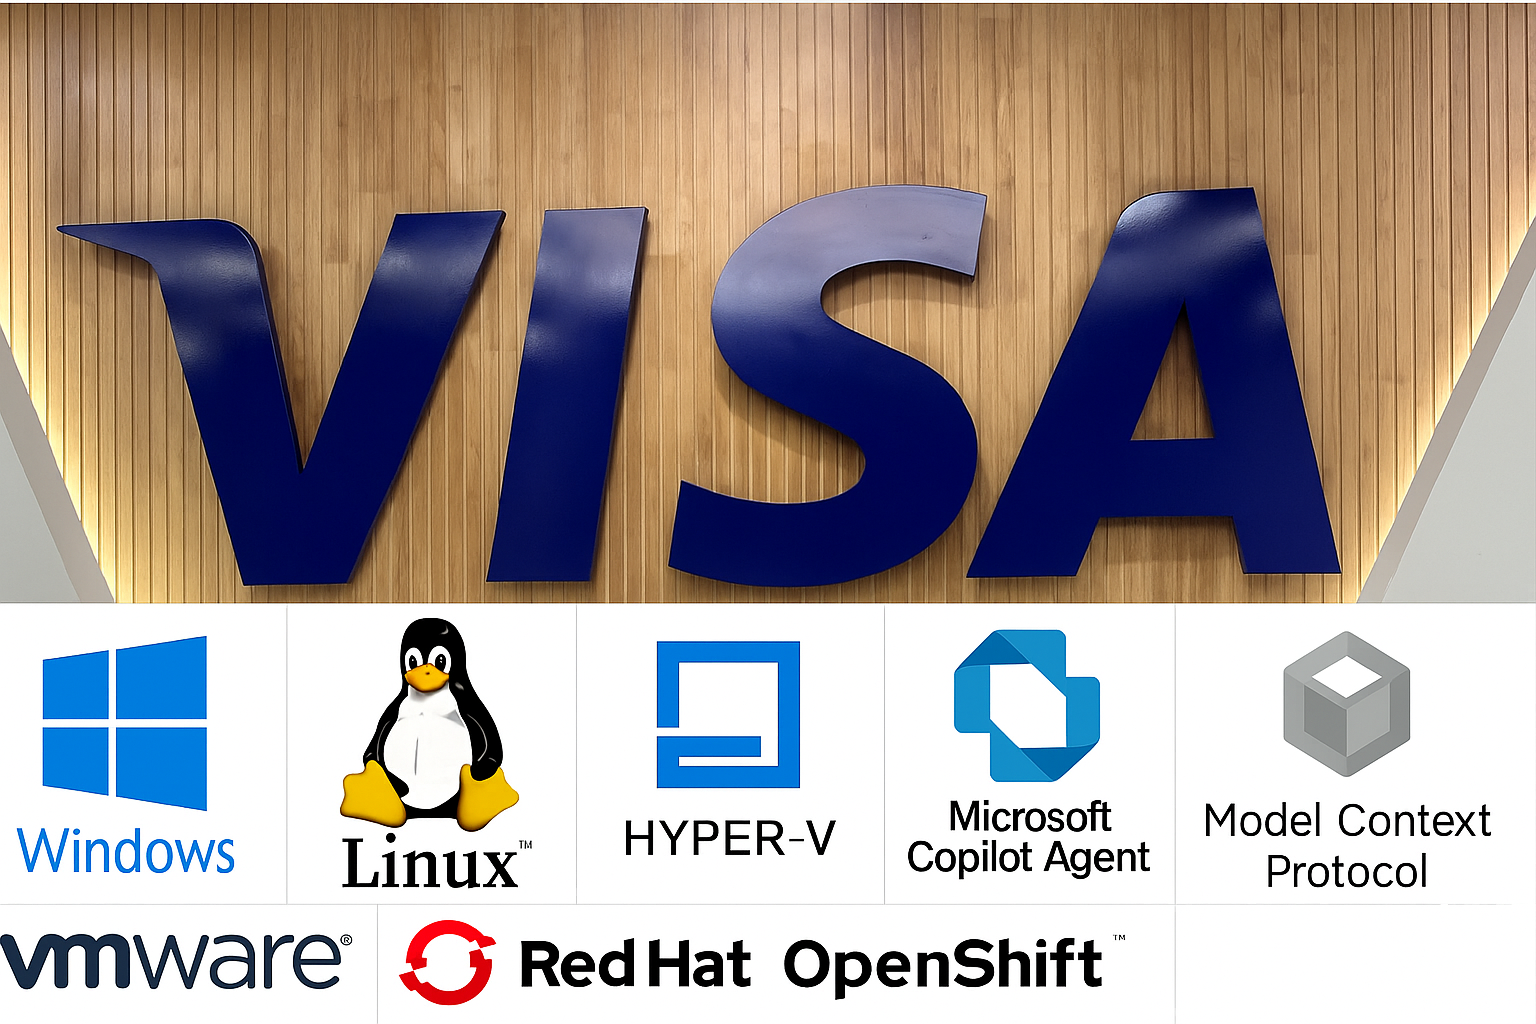 VISA
Windows
Linux™
HYPER-V
Microsoft
Copilot Agent
Model Context
Protocol
vmware®
Red Hat OpenShift™